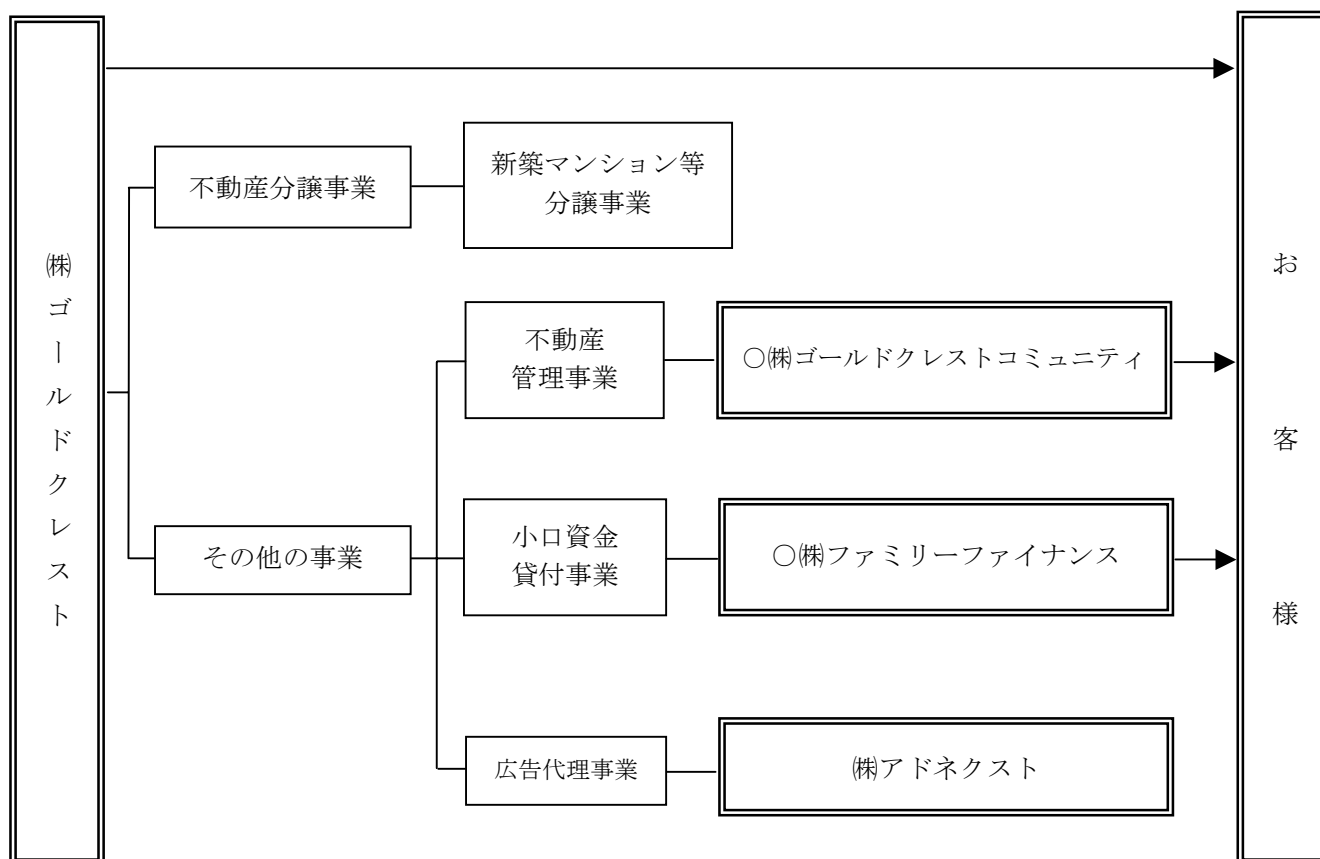 ㈱ゴールドクレスト
不動産分譲事業
新築マンション等
分譲事業
不動産
管理事業
○㈱ゴールドクレストコミュニティ
その他の事業
小口資金
貸付事業
○㈱ファミリーファイナンス
広告代理事業
㈱アドネクスト
お客様